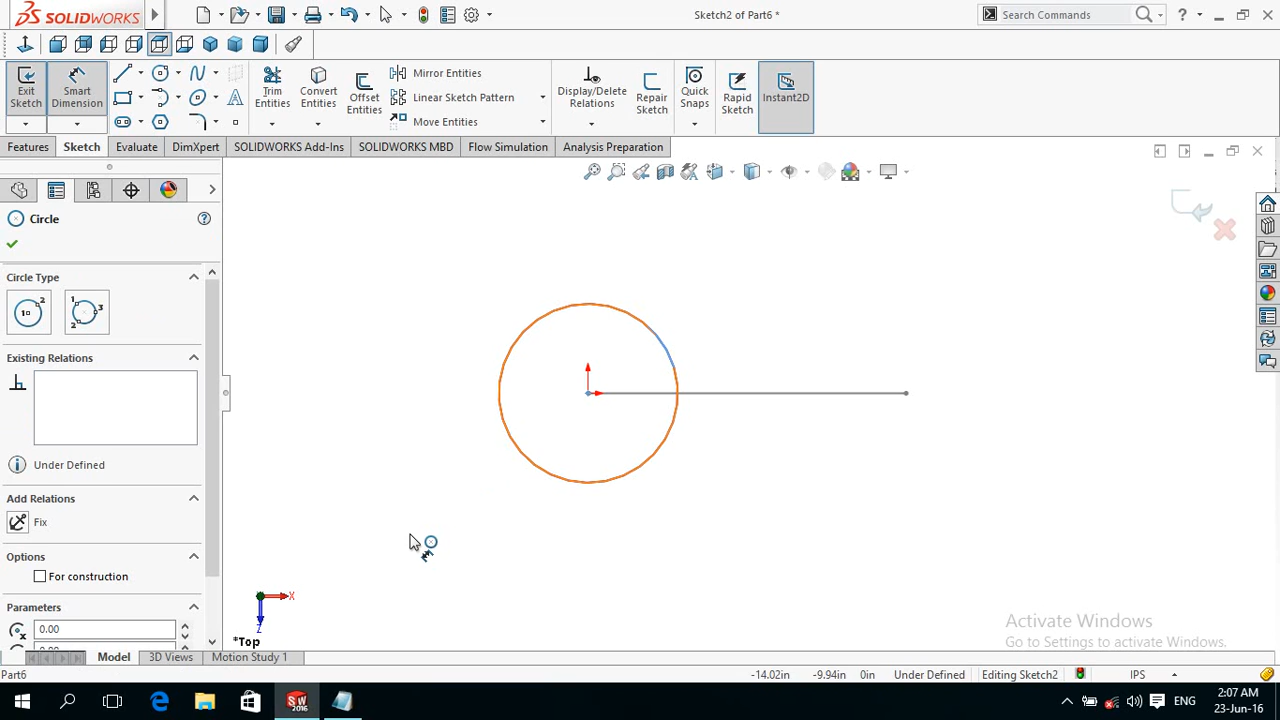 SOLIDWORKS
Sketch2 of Part6 *
Search Commands
?
Exit Sketch
Smart Dimension
Trim Entities
Convert Entities
Offset Entities
Mirror Entities
Linear Sketch Pattern
Move Entities
Display/Delete Relations
Repair Sketch
Quick Snaps
Rapid Sketch
Instant2D
Features
Sketch
Evaluate
DimXpert
SOLIDWORKS Add-Ins
SOLIDWORKS MBD
Flow Simulation
Analysis Preparation
Circle
Circle Type
Existing Relations
Under Defined
Add Relations
Fix
Options
For construction
Parameters
0.00
X
Z
*Top
Activate Windows
Go to Settings to activate Windows.
Model
3D Views
Motion Study 1
Part6
-14.02in
-9.94in
0in
Under Defined
Editing Sketch2
IPS
SW
2016
ENG
2:07 AM
23-Jun-16